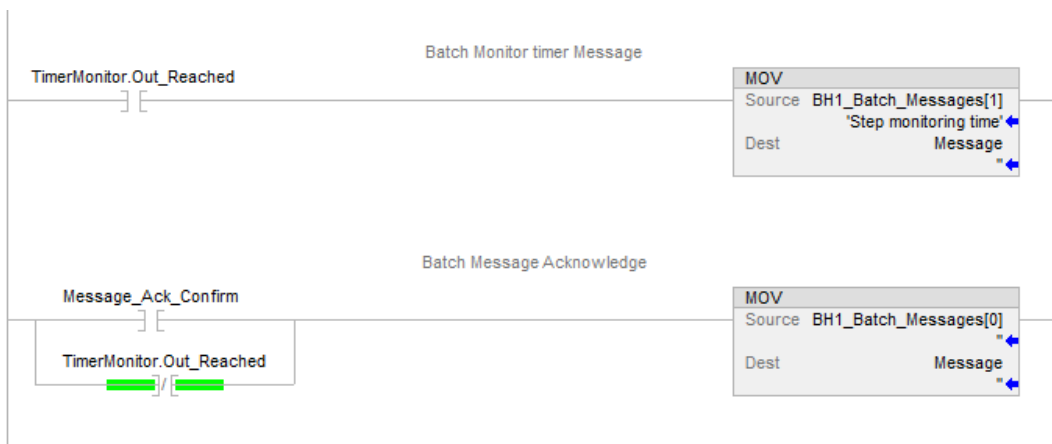 Batch Monitor timer Message
TimerMonitor.Out_Reached
MOV
Source BH1_Batch_Messages[1]
'Step monitoring time'
Dest Message
''
Batch Message Acknowledge
Message_Ack_Confirm
MOV
Source BH1_Batch_Messages[0]
''
TimerMonitor.Out_Reached
Dest Message
''